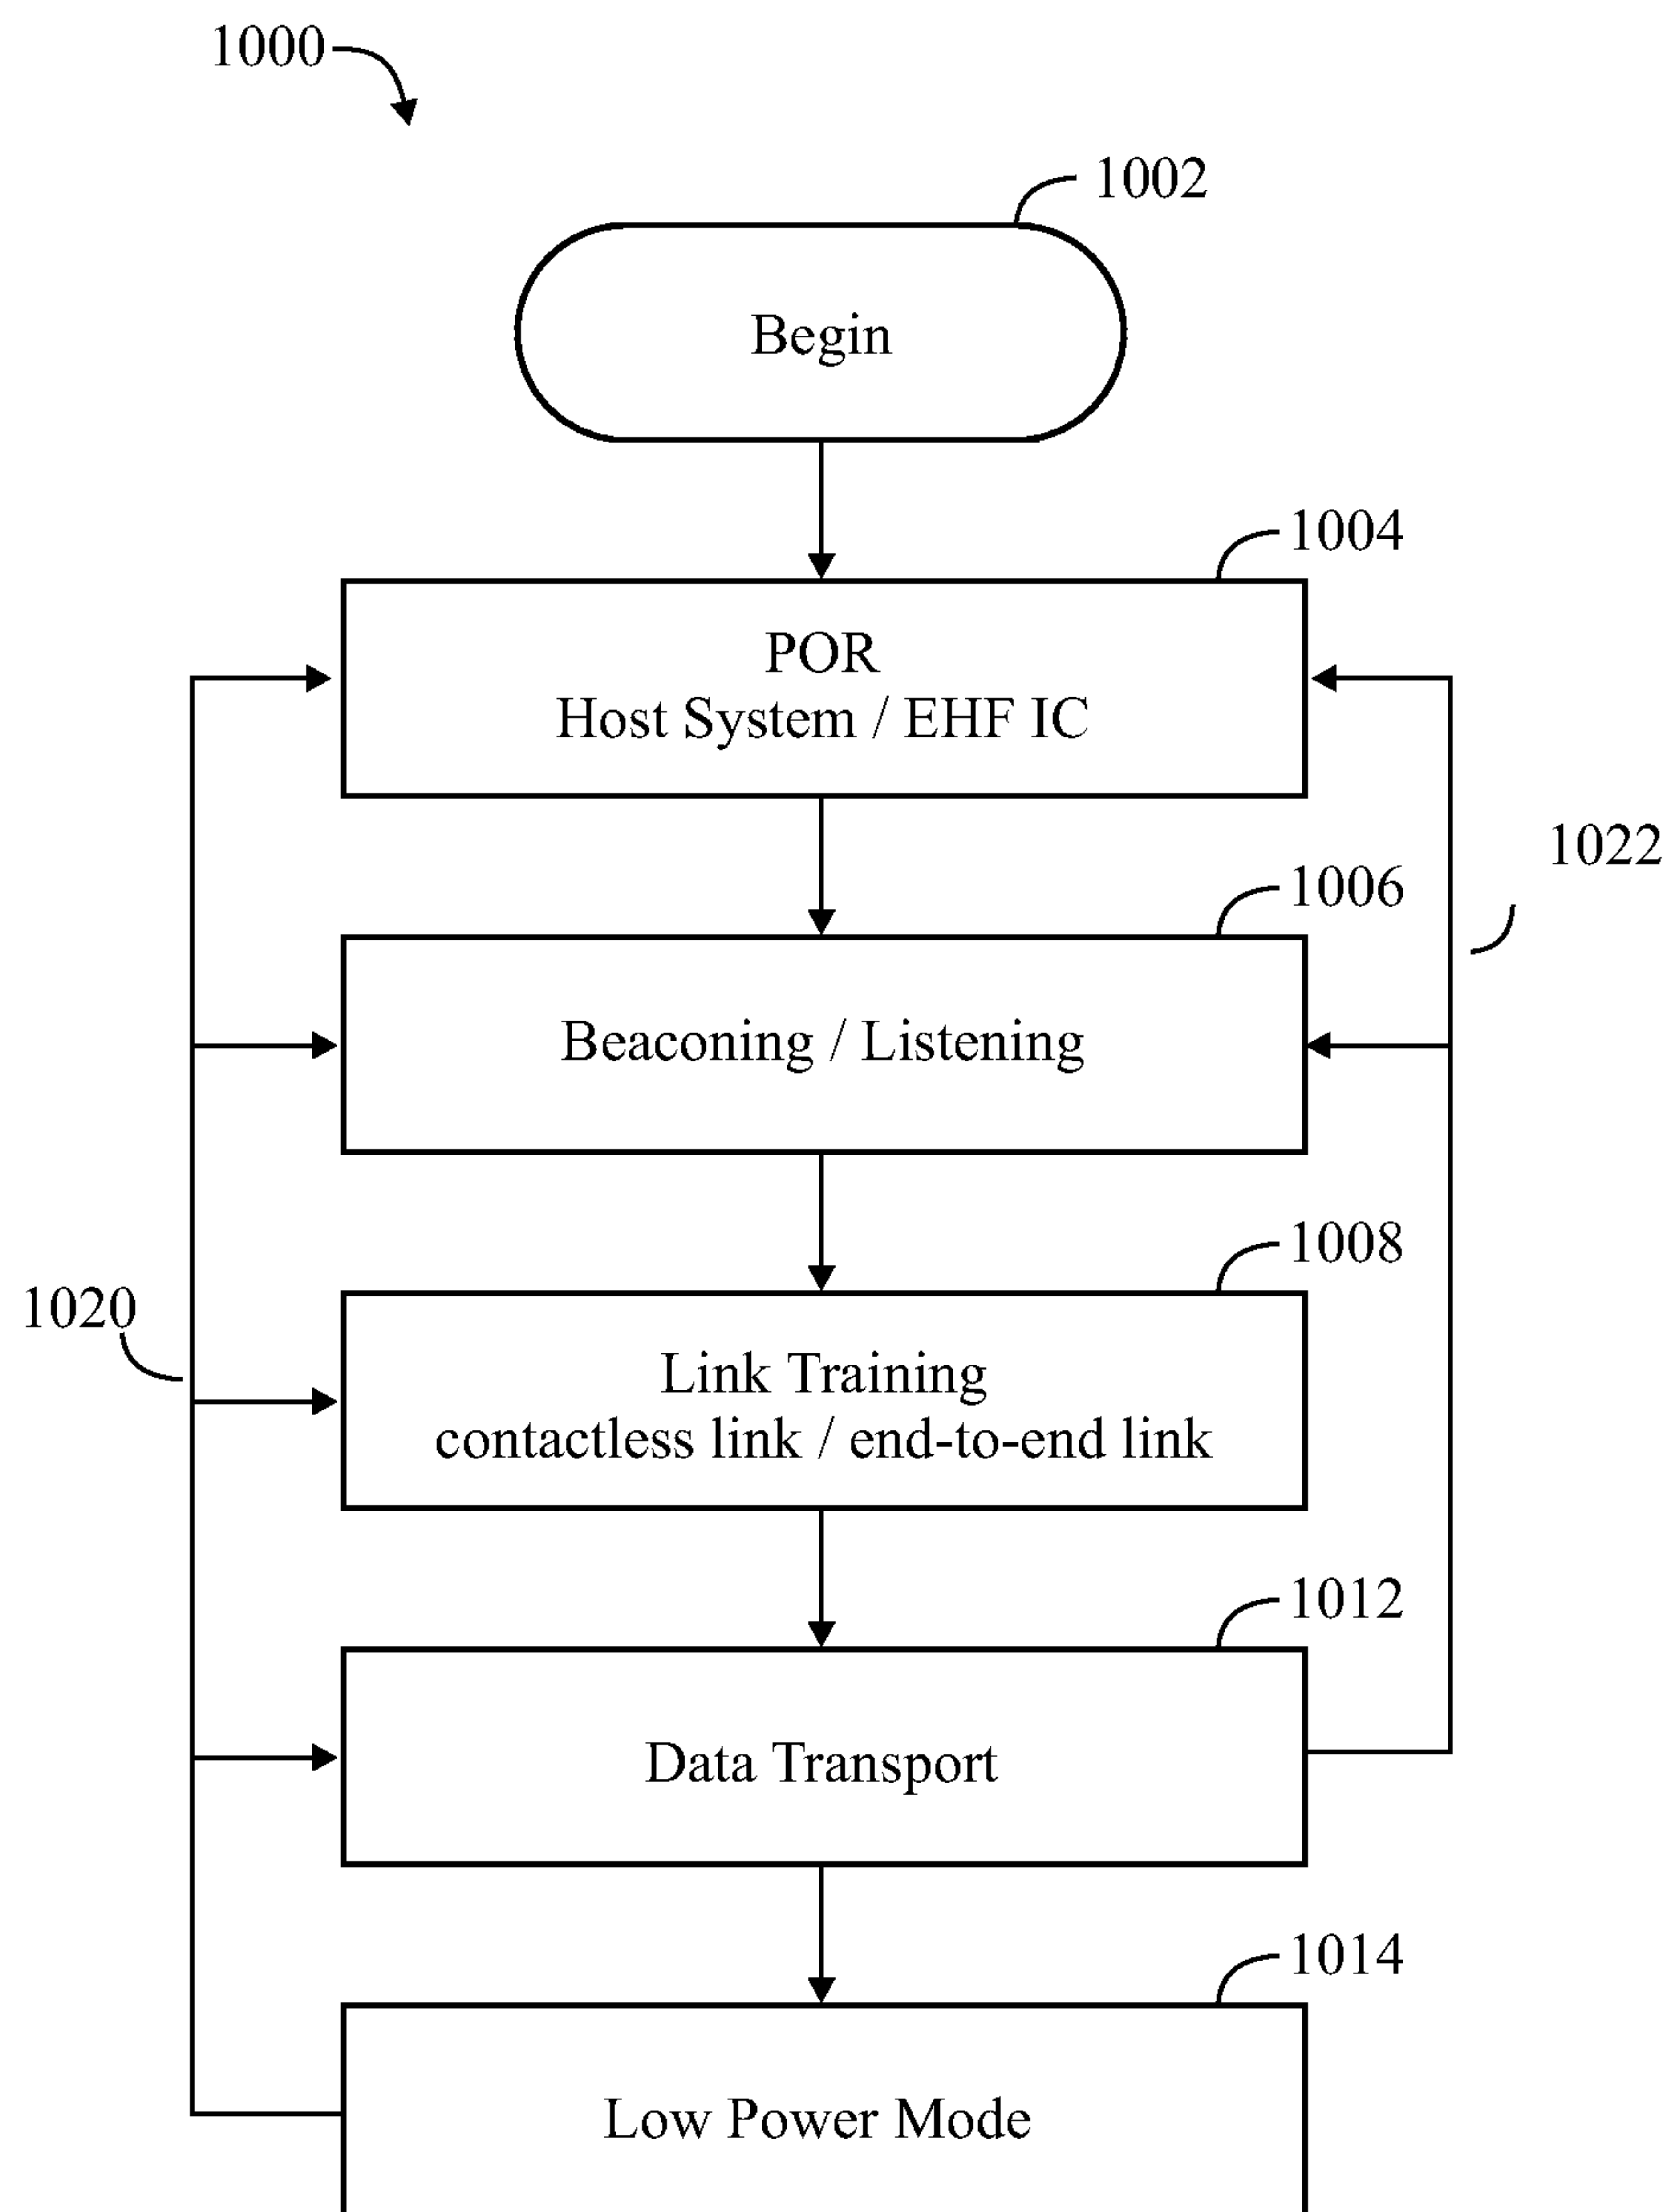 1000
1002
Begin
1004
POR
Host System / EHF IC
1022
1006
Beaconing / Listening
1008
1020
Link Training
contactless link / end-to-end link
1012
Data Transport
1014
Low Power Mode